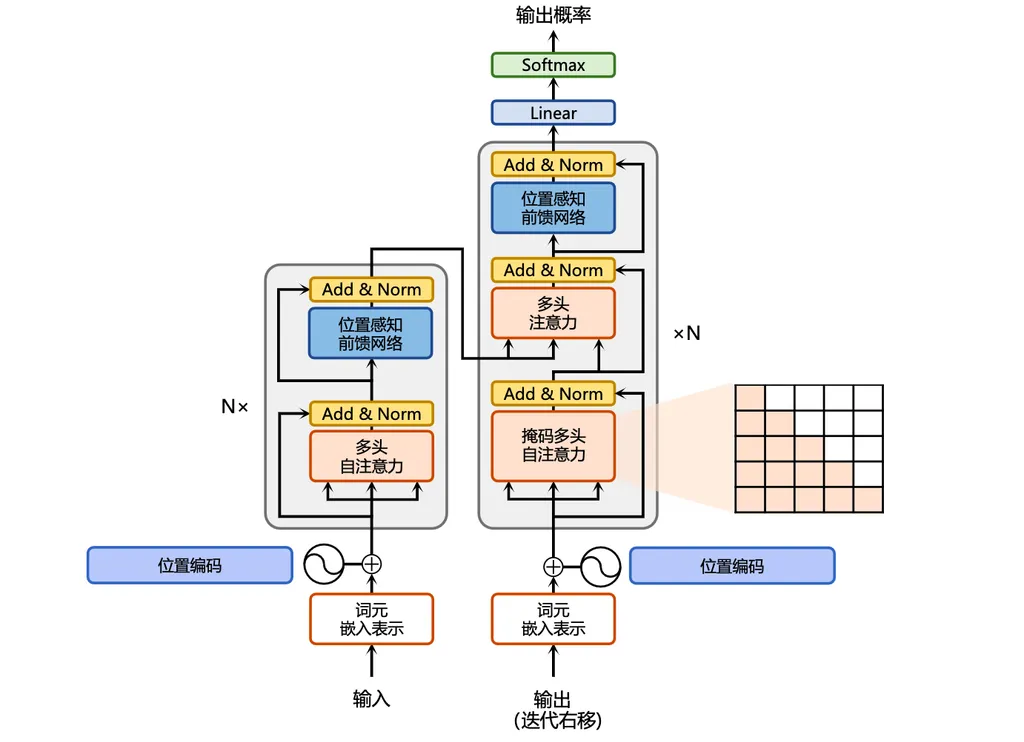 输出概率
Softmax
Linear
Add & Norm
位置感知
前馈网络
Add & Norm
多头
注意力
×N
Add & Norm
掩码多头
自注意力
Add & Norm
位置感知
前馈网络
N×
Add & Norm
多头
自注意力
位置编码
位置编码
词元
嵌入表示
词元
嵌入表示
输入
输出
(迭代右移)